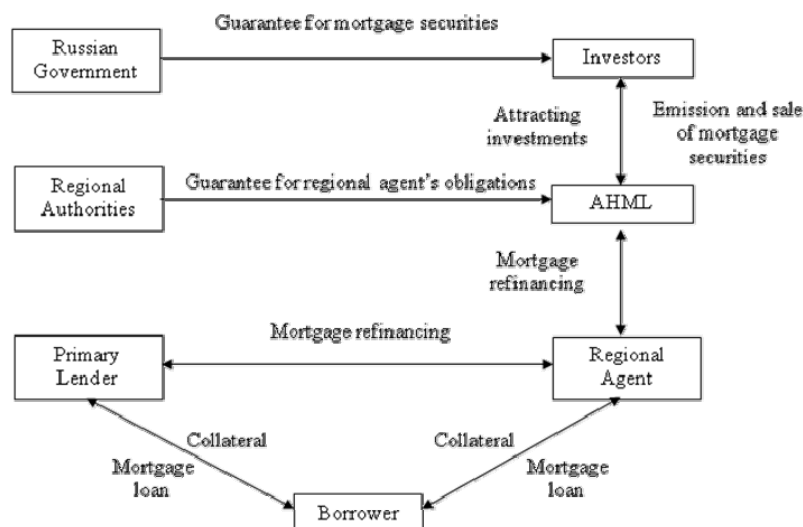 Guarantee for mortgage securities
Russian
Government
Investors
Attracting
investments
Emission and sale
of mortgage
securities
Regional
Authorities
Guarantee for regional agent's obligations
AHML
Mortgage
refinancing
Primary
Lender
Mortgage refinancing
Regional
Agent
Collateral
Mortgage
loan
Collateral
Mortgage
loan
Borrower